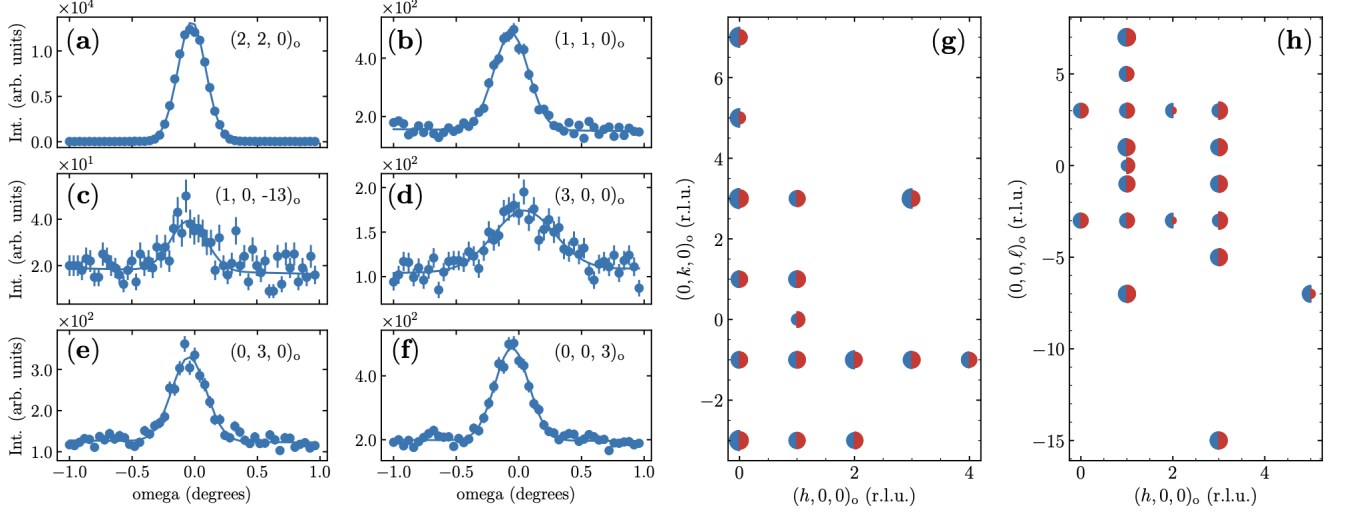 ×10⁴
(a)
(2, 2, 0)ₒ
1.0
0.5
0.0
Int. (arb. units)
×10²
(b)
(1, 1, 0)ₒ
4.0
2.0
×10¹
(c)
(1, 0, -13)ₒ
4.0
2.0
Int. (arb. units)
×10²
(d)
(3, 0, 0)ₒ
2.0
1.5
1.0
×10²
(e)
(0, 3, 0)ₒ
3.0
2.0
1.0
Int. (arb. units)
−1.0 −0.5 0.0 0.5 1.0
omega (degrees)
×10²
(f)
(0, 0, 3)ₒ
4.0
2.0
−1.0 −0.5 0.0 0.5 1.0
omega (degrees)
(g)
6
4
2
0
−2
(0, k, 0)ₒ (r.l.u.)
0 2 4
(h, 0, 0)ₒ (r.l.u.)
(h)
5
0
−5
−10
−15
(0, 0, ℓ)ₒ (r.l.u.)
0 2 4
(h, 0, 0)ₒ (r.l.u.)